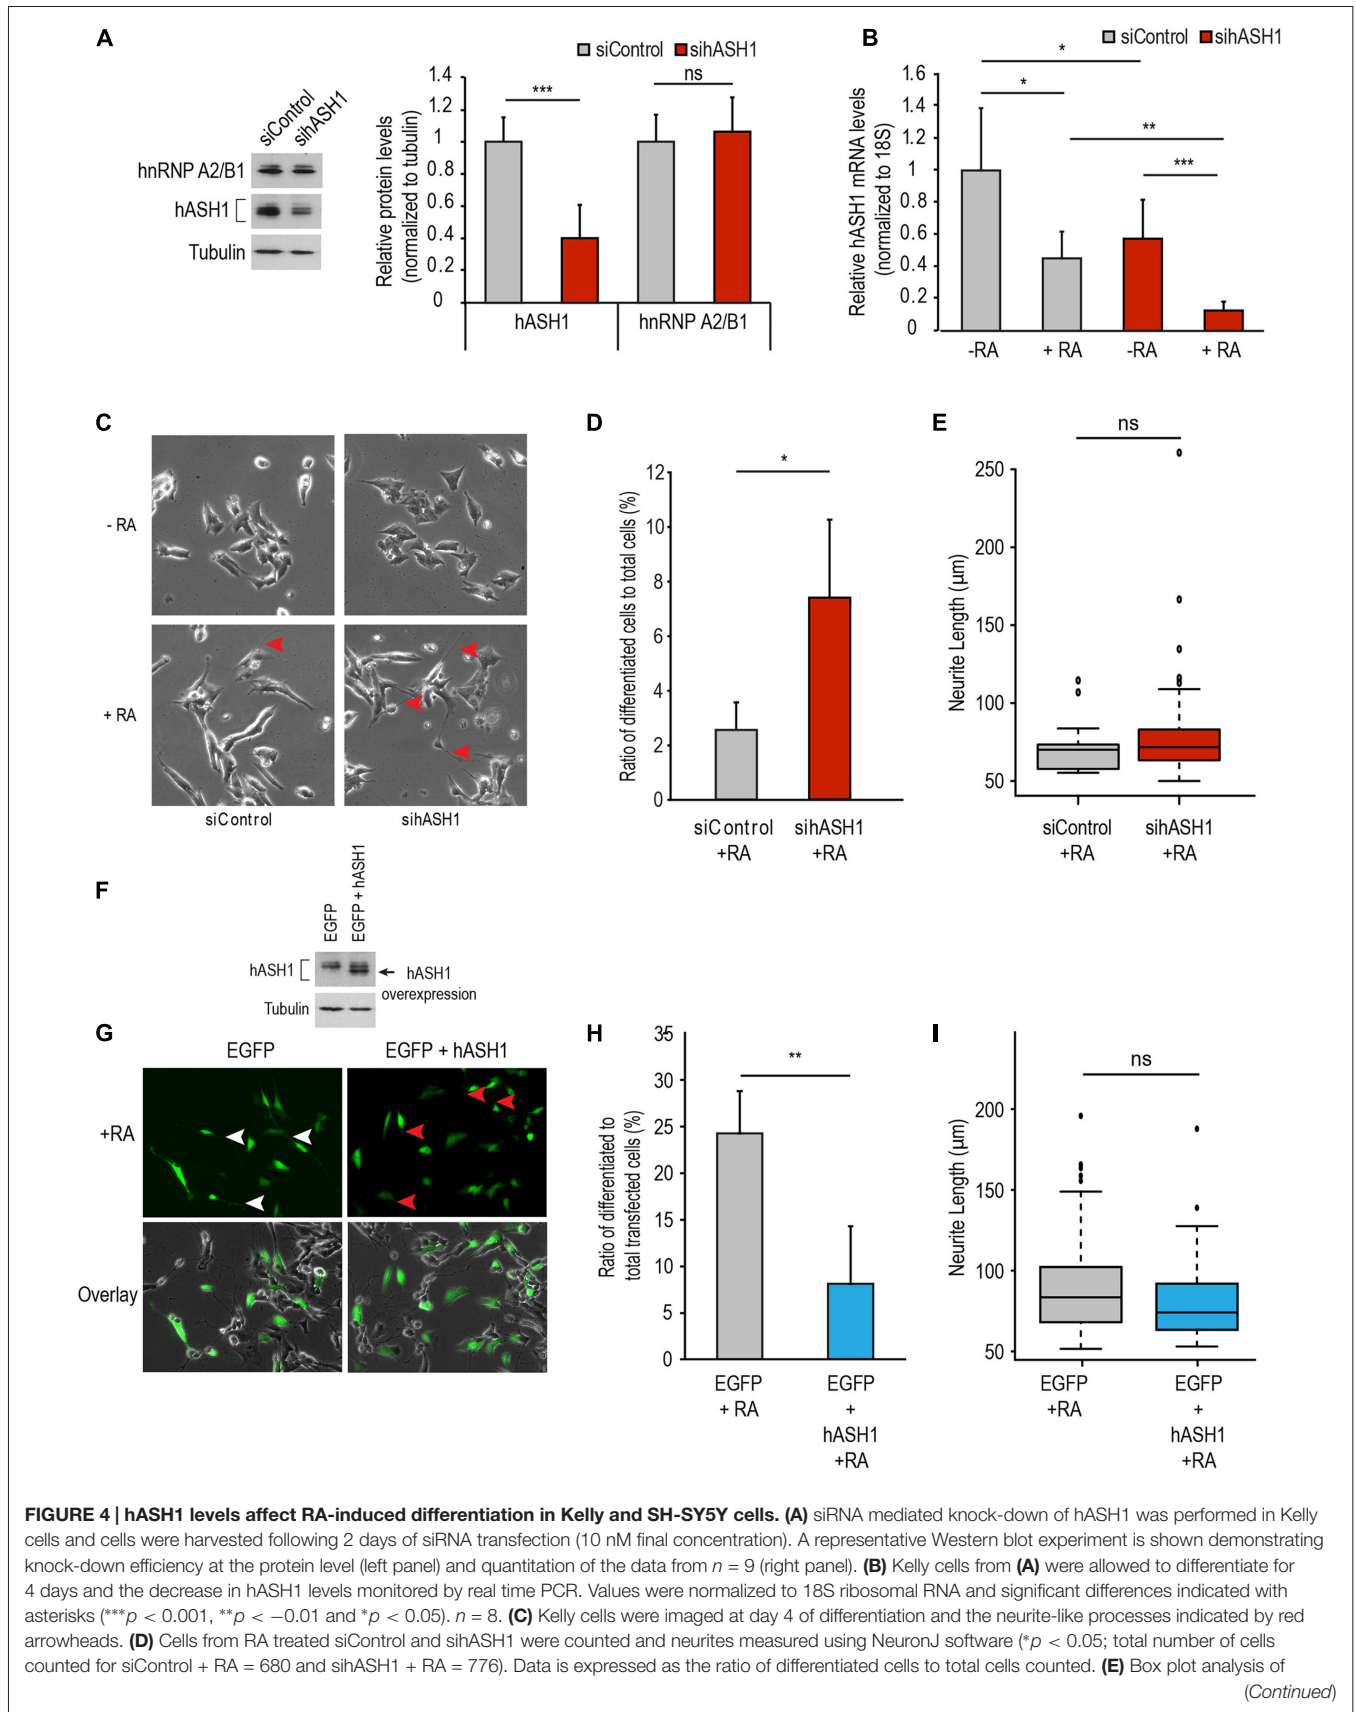 A
siControl
sihASH1
hnRNP A2/B1
hASH1
Tubulin
siControl sihASH1
Relative protein levels
(normalized to tubulin)
1.4
1.2
1
0.8
0.6
0.4
0.2
0
***
ns
hASH1 hnRNP A2/B1
B
siControl sihASH1
Relative hASH1 mRNA levels
(normalized to 18S)
1.6
1.4
1.2
1
0.8
0.6
0.4
0.2
0
*
*
**
***
-RA + RA -RA + RA
C
- RA
+ RA
siControl sihASH1
D
Ratio of differentiated cells to total cells (%)
12
10
8
6
4
2
0
*
siControl sihASH1
+RA +RA
E
Neurite Length (µm)
250
200
150
100
50
ns
siControl sihASH1
+RA +RA
F
EGFP
EGFP + hASH1
hASH1
hASH1
overexpression
Tubulin
G
EGFP EGFP + hASH1
+RA
Overlay
H
Ratio of differentiated to
total transfected cells (%)
35
30
25
20
15
10
5
0
**
EGFP EGFP
+ RA +
hASH1
+RA
I
Neurite Length (µm)
200
150
100
50
ns
EGFP EGFP
+RA +
hASH1
+RA
FIGURE 4 | hASH1 levels affect RA-induced differentiation in Kelly and SH-SY5Y cells. (A) siRNA mediated knock-down of hASH1 was performed in Kelly
cells and cells were harvested following 2 days of siRNA transfection (10 nM final concentration). A representative Western blot experiment is shown demonstrating
knock-down efficiency at the protein level (left panel) and quantitation of the data from n = 9 (right panel). (B) Kelly cells from (A) were allowed to differentiate for
4 days and the decrease in hASH1 levels monitored by real time PCR. Values were normalized to 18S ribosomal RNA and significant differences indicated with
asterisks (***p < 0.001, **p < −0.01 and *p < 0.05). n = 8. (C) Kelly cells were imaged at day 4 of differentiation and the neurite-like processes indicated by red
arrowheads. (D) Cells from RA treated siControl and sihASH1 were counted and neurites measured using NeuronJ software (*p < 0.05; total number of cells
counted for siControl + RA = 680 and sihASH1 + RA = 776). Data is expressed as the ratio of differentiated cells to total cells counted. (E) Box plot analysis of
(Continued)